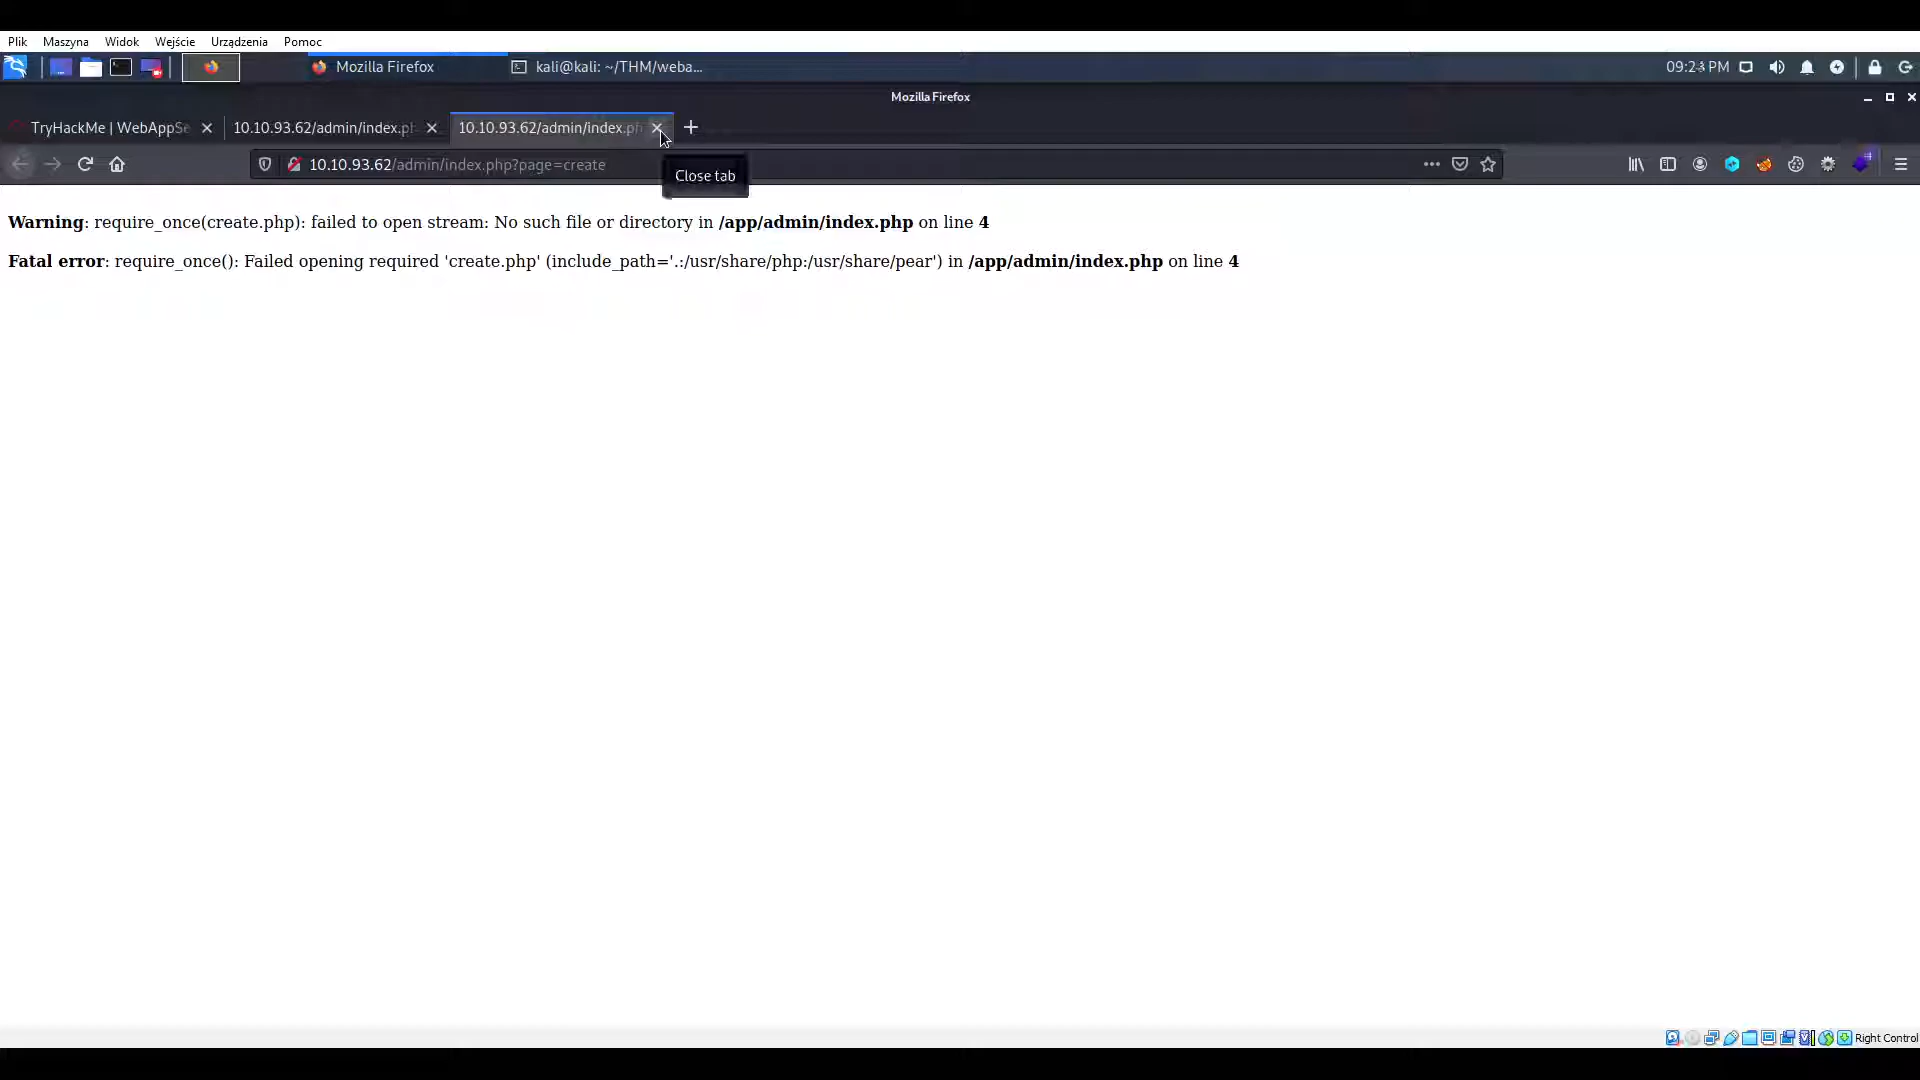 Plik Maszyna Widok Wejście Urządzenia Pomoc
Mozilla Firefox kali@kali: ~/THM/weba... 09:23 PM
Mozilla Firefox
TryHackMe | WebAppSe 10.10.93.62/admin/index.ph 10.10.93.62/admin/index.ph
10.10.93.62/admin/index.php?page=create
Close tab
Warning: require_once(create.php): failed to open stream: No such file or directory in /app/admin/index.php on line 4
Fatal error: require_once(): Failed opening required 'create.php' (include_path='.:/usr/share/php:/usr/share/pear') in /app/admin/index.php on line 4
Right Control